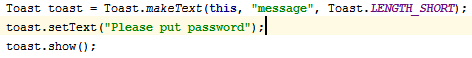 Toast toast = Toast.makeText(this, "message", Toast.LENGTH_SHORT);
toast.setText("Please put password");
toast.show();